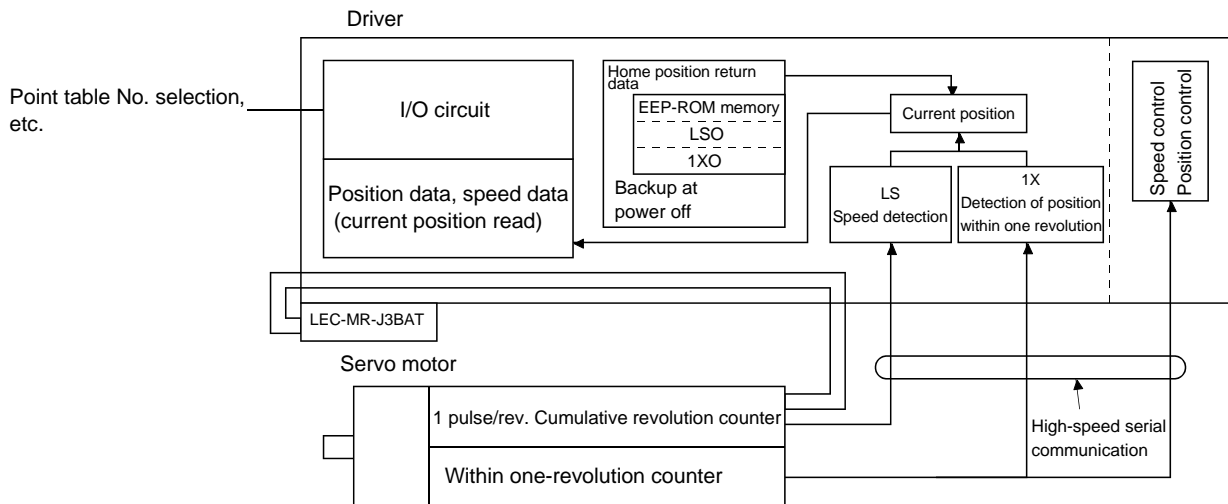 Driver
Point table No. selection,
etc.
I/O circuit
Position data, speed data
(current position read)
Home position return
data
EEP-ROM memory
LSO
1XO
Backup at
power off
Current position
LS
Speed detection
1X
Detection of position
within one revolution
Speed control
Position control
LEC-MR-J3BAT
Servo motor
1 pulse/rev. Cumulative revolution counter
Within one-revolution counter
High-speed serial
communication